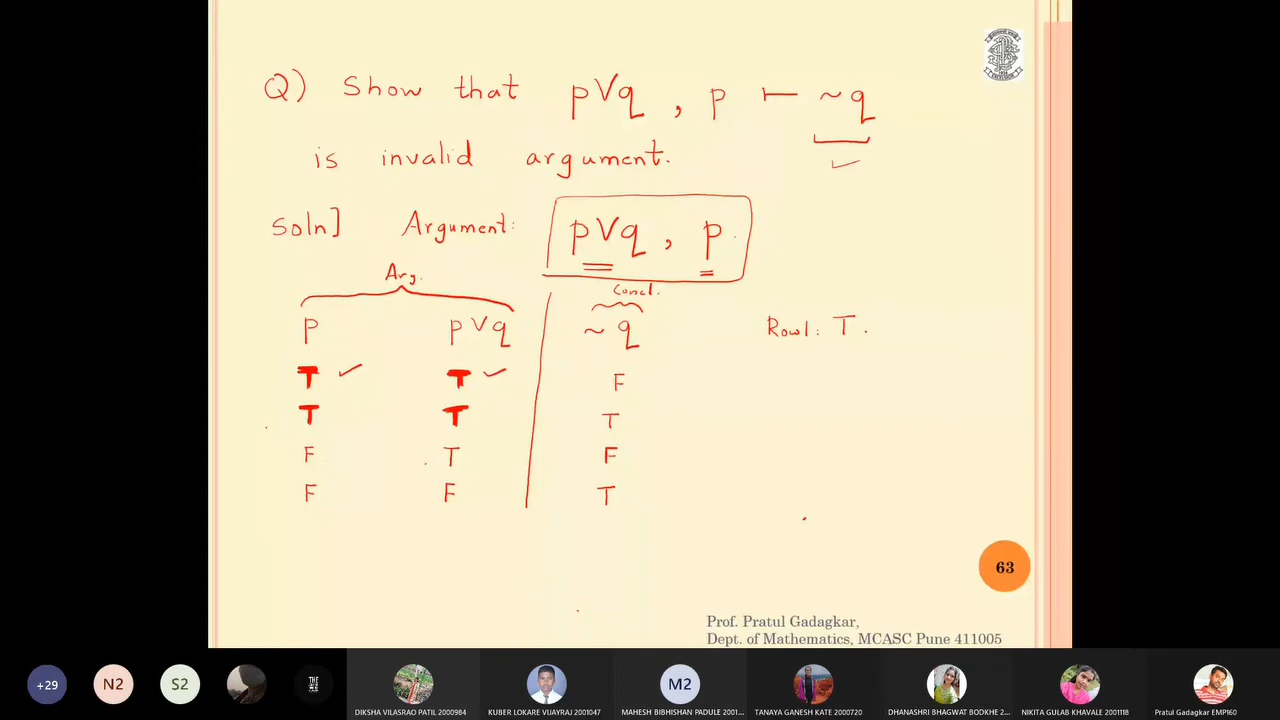 Q) Show that p∨q , p ⊢ ~q
is invalid argument.
Soln] Argument: p∨q , p
Arg.
Concl.
p p∨q ~q
Row1: T.
T ✓ T ✓ F
T T T
F T F
F F T
63
Prof. Pratul Gadagkar,
Dept. of Mathematics, MCASC Pune 411005
+29
N2
S2
M2
DIKSHA VILASRAO PATIL 2000984
KUBER LOKARE VIJAYRAJ 2001047
MAHESH BIBHISHAN PADULE 2001...
TANAYA GANESH KATE 2000720
DHANASHRI BHAGWAT BODKHE 2...
NIKITA GULAB KHAVALE 2001118
Pratul Gadagkar EMP160